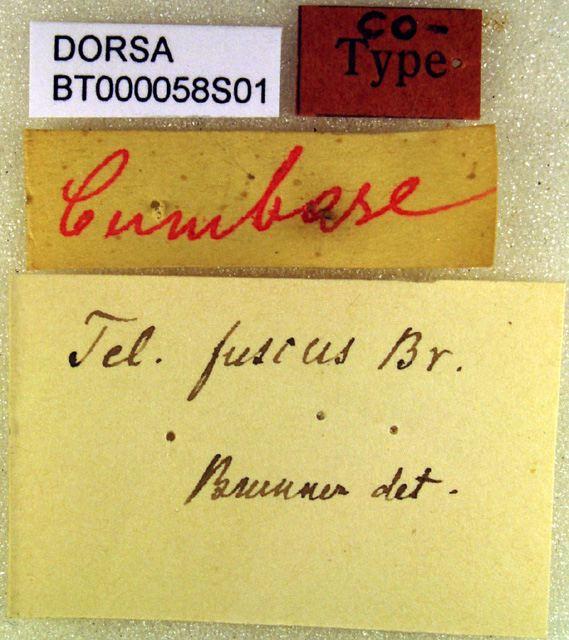 DORSA
BT000058S01
CO-
Type.
Cumbase
Tel. fuscus Br.
Brunner det.